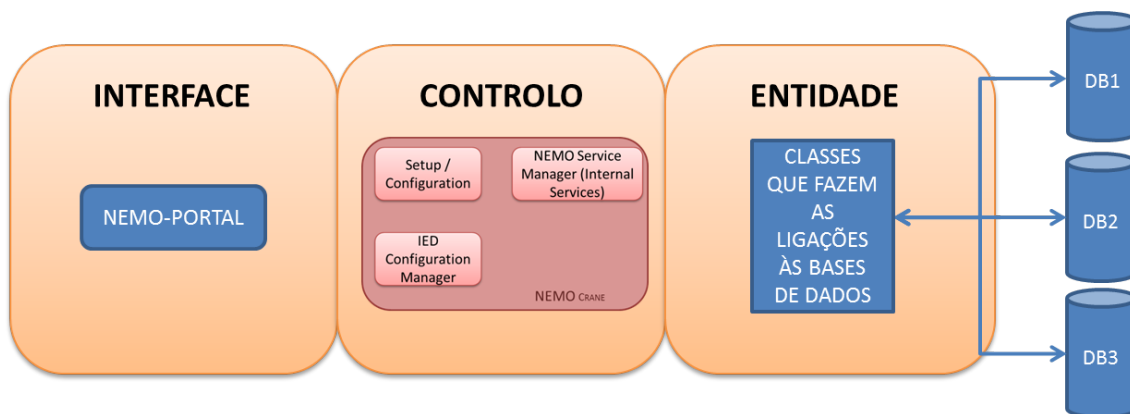 INTERFACE
NEMO-PORTAL
CONTROLO
Setup /
Configuration
NEMO Service
Manager (Internal
Services)
IED
Configuration
Manager
NEMO CRANE
ENTIDADE
CLASSES
QUE FAZEM
AS
LIGAÇÕES
ÀS BASES
DE DADOS
DB1
DB2
DB3